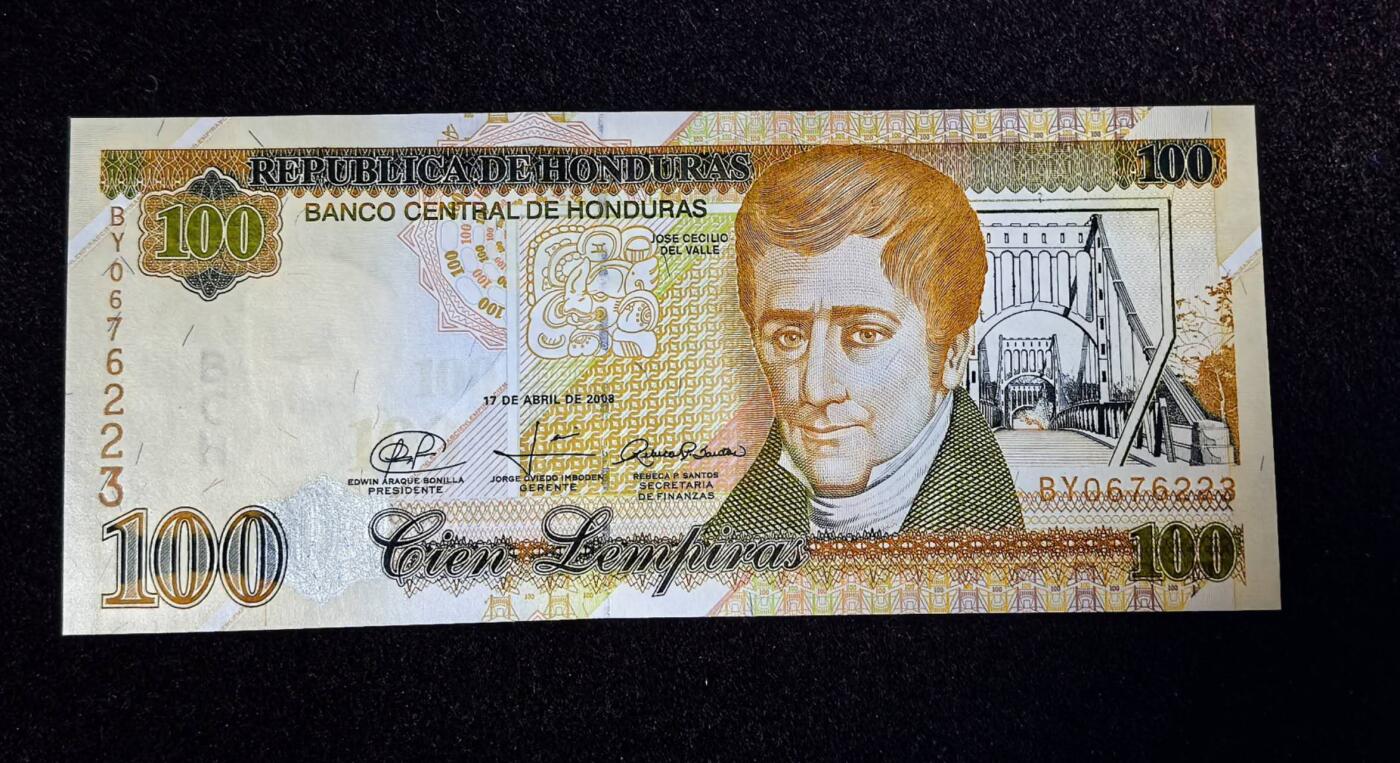 REPUBLICA DE HONDURAS
100
100
BANCO CENTRAL DE HONDURAS
JOSE CECILIO
DEL VALLE
BY0676223
17 DE ABRIL DE 2008
EDWIN ARAQUE BONILLA
PRESIDENTE
JORGE OVIEDO IMBODEN
GERENTE
REBECA P. SANTOS
SECRETARIA
DE FINANZAS
BY0676223
100
Cien Lempiras
100